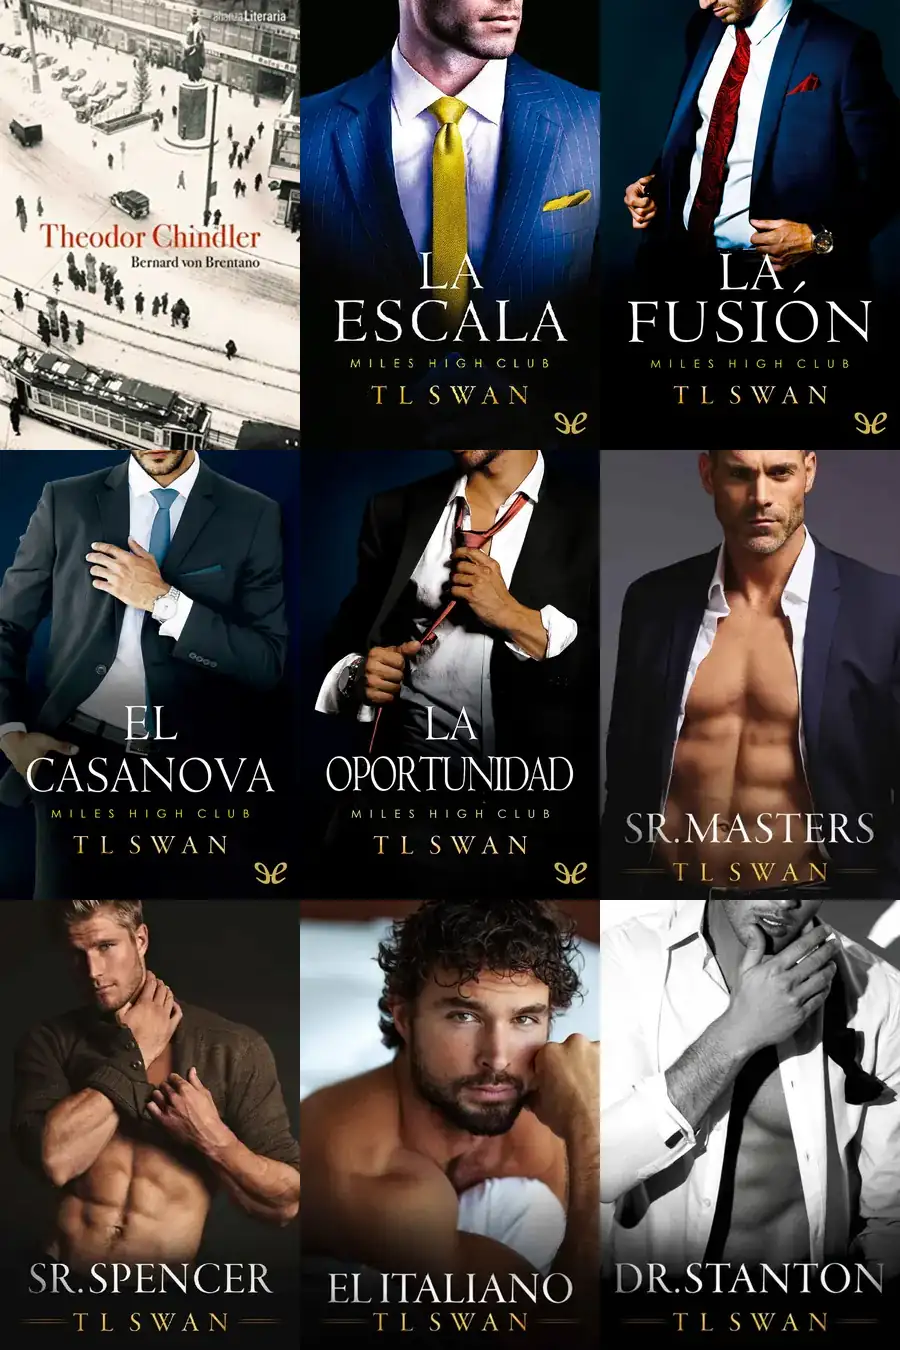 alianzaLiteraria
Theodor Chindler
Bernard von Brentano
LA
ESCALA
MILES HIGH CLUB
T L SWAN
LA
FUSIÓN
MILES HIGH CLUB
T L SWAN
EL
CASANOVA
MILES HIGH CLUB
T L SWAN
LA
OPORTUNIDAD
MILES HIGH CLUB
T L SWAN
SR. MASTERS
T L SWAN
SR. SPENCER
T L SWAN
EL ITALIANO
T L SWAN
DR. STANTON
T L SWAN